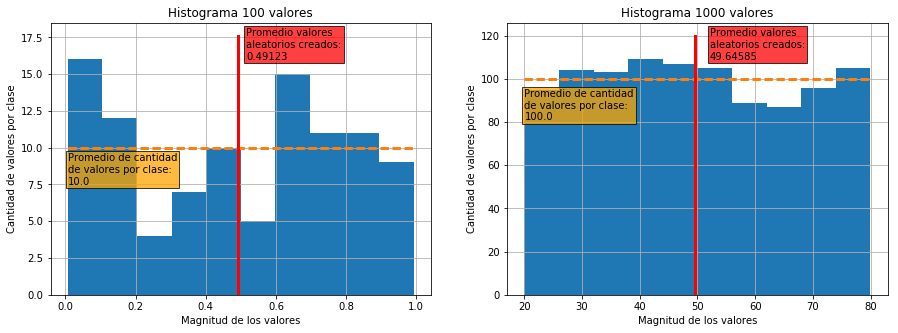 Histograma 100 valores
Promedio valores
aleatorios creados:
0.49123
Promedio de cantidad
de valores por clase:
10.0
Cantidad de valores por clase
17.5
15.0
12.5
10.0
7.5
5.0
2.5
0.0
0.0 0.2 0.4 0.6 0.8 1.0
Magnitud de los valores
Histograma 1000 valores
Promedio valores
aleatorios creados:
49.64585
Promedio de cantidad
de valores por clase:
100.0
Cantidad de valores por clase
120
100
80
60
40
20
0
20 30 40 50 60 70 80
Magnitud de los valores